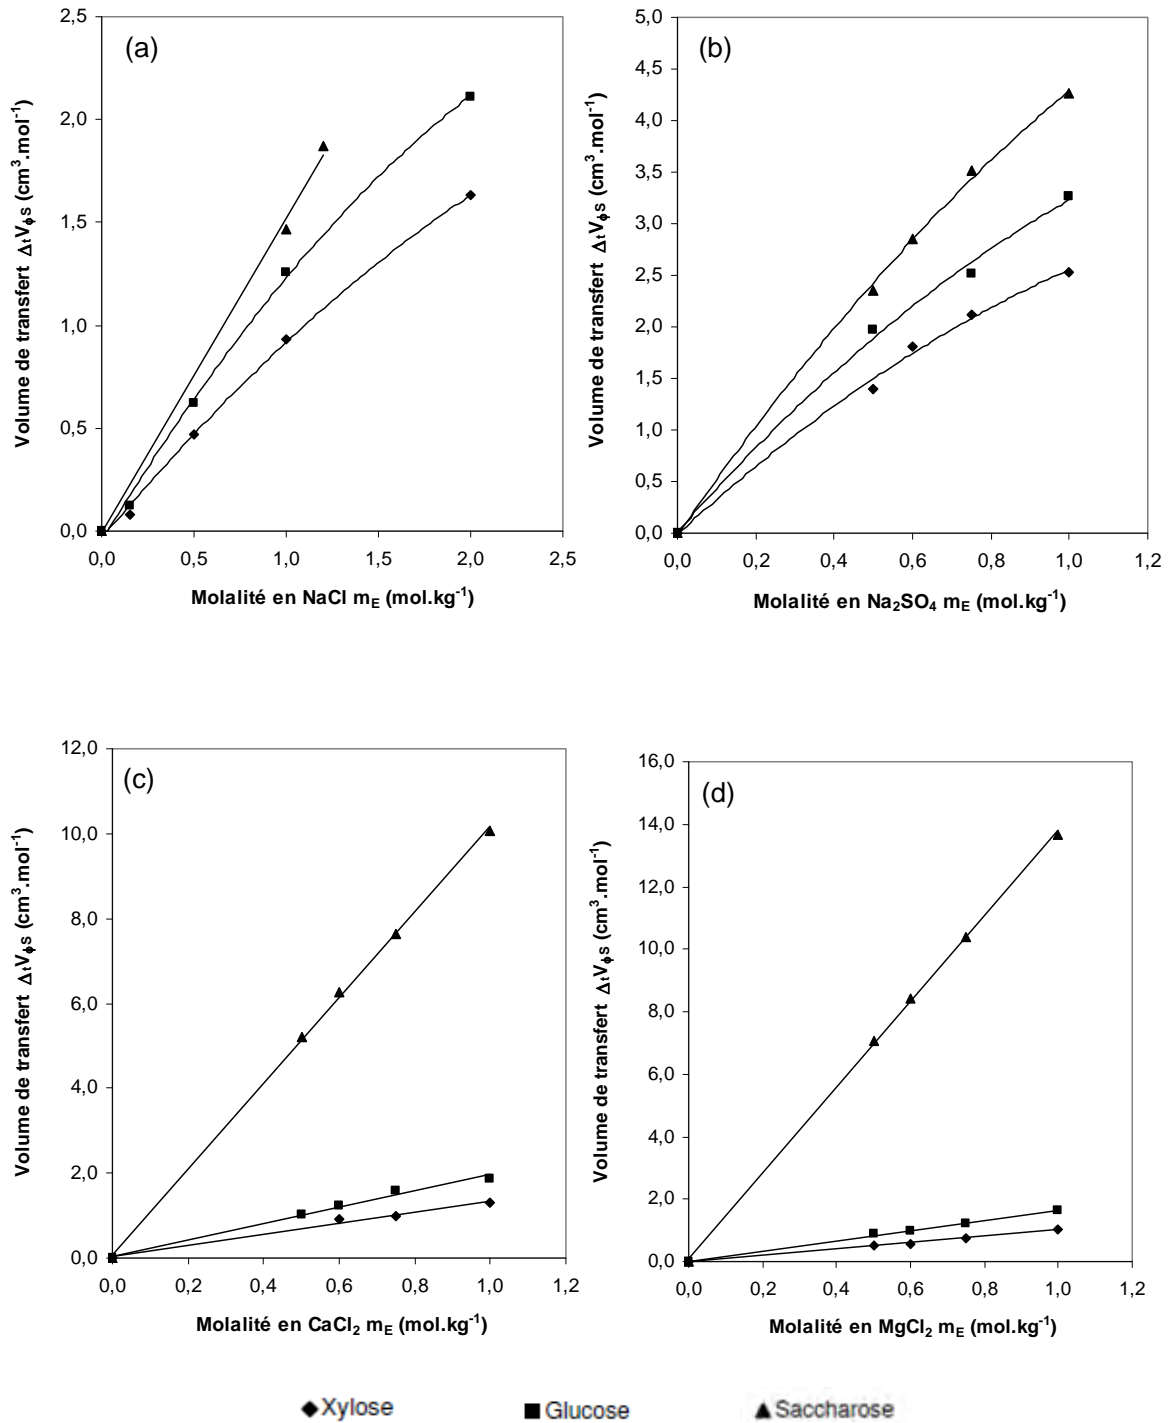 (a)
Volume de transfert ΔtVϕS (cm³.mol⁻¹)
2,5
2,0
1,5
1,0
0,5
0,0
0,0 0,5 1,0 1,5 2,0 2,5
Molalité en NaCl mE (mol.kg⁻¹)
(b)
Volume de transfert ΔtVϕS (cm³.mol⁻¹)
5,0
4,5
4,0
3,5
3,0
2,5
2,0
1,5
1,0
0,5
0,0
0,0 0,2 0,4 0,6 0,8 1,0 1,2
Molalité en Na₂SO₄ mE (mol.kg⁻¹)
(c)
Volume de transfert ΔtVϕS (cm³.mol⁻¹)
12,0
10,0
8,0
6,0
4,0
2,0
0,0
0,0 0,2 0,4 0,6 0,8 1,0 1,2
Molalité en CaCl₂ mE (mol.kg⁻¹)
(d)
Volume de transfert ΔtVϕS (cm³.mol⁻¹)
16,0
14,0
12,0
10,0
8,0
6,0
4,0
2,0
0,0
0,0 0,2 0,4 0,6 0,8 1,0 1,2
Molalité en MgCl₂ mE (mol.kg⁻¹)
Xylose Glucose Saccharose